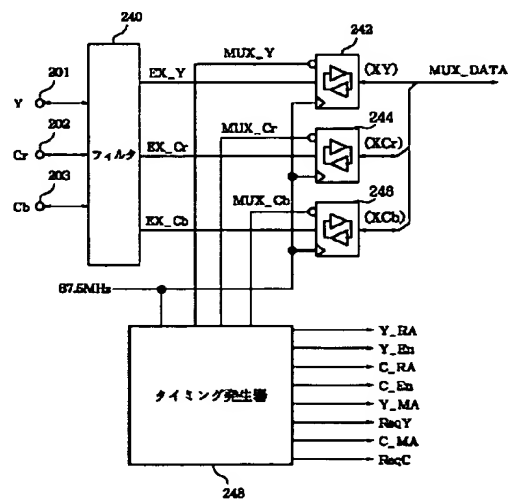 240
242
MUX_Y
201
EX_Y
(XY)
MUX_DATA
Y
202
MUX_Cr
244
Cr
フィルタ
EX_Cr
(XCr)
203
MUX_Cb
246
Cb
EX_Cb
(XCb)
67.5MHz
Y_RA
Y_En
C_RA
タイミング発生器
C_En
Y_MA
ReqY
C_MA
ReqC
248